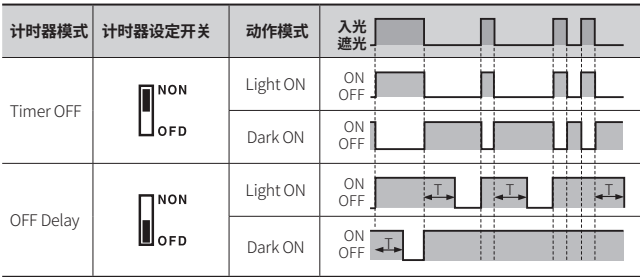 计时器模式 计时器设定开关 动作模式 入光
遮光
Timer OFF NON
OFD Light ON ON
OFF
Dark ON ON
OFF
OFF Delay NON
OFD Light ON ON
OFF T T T
Dark ON ON
OFF T